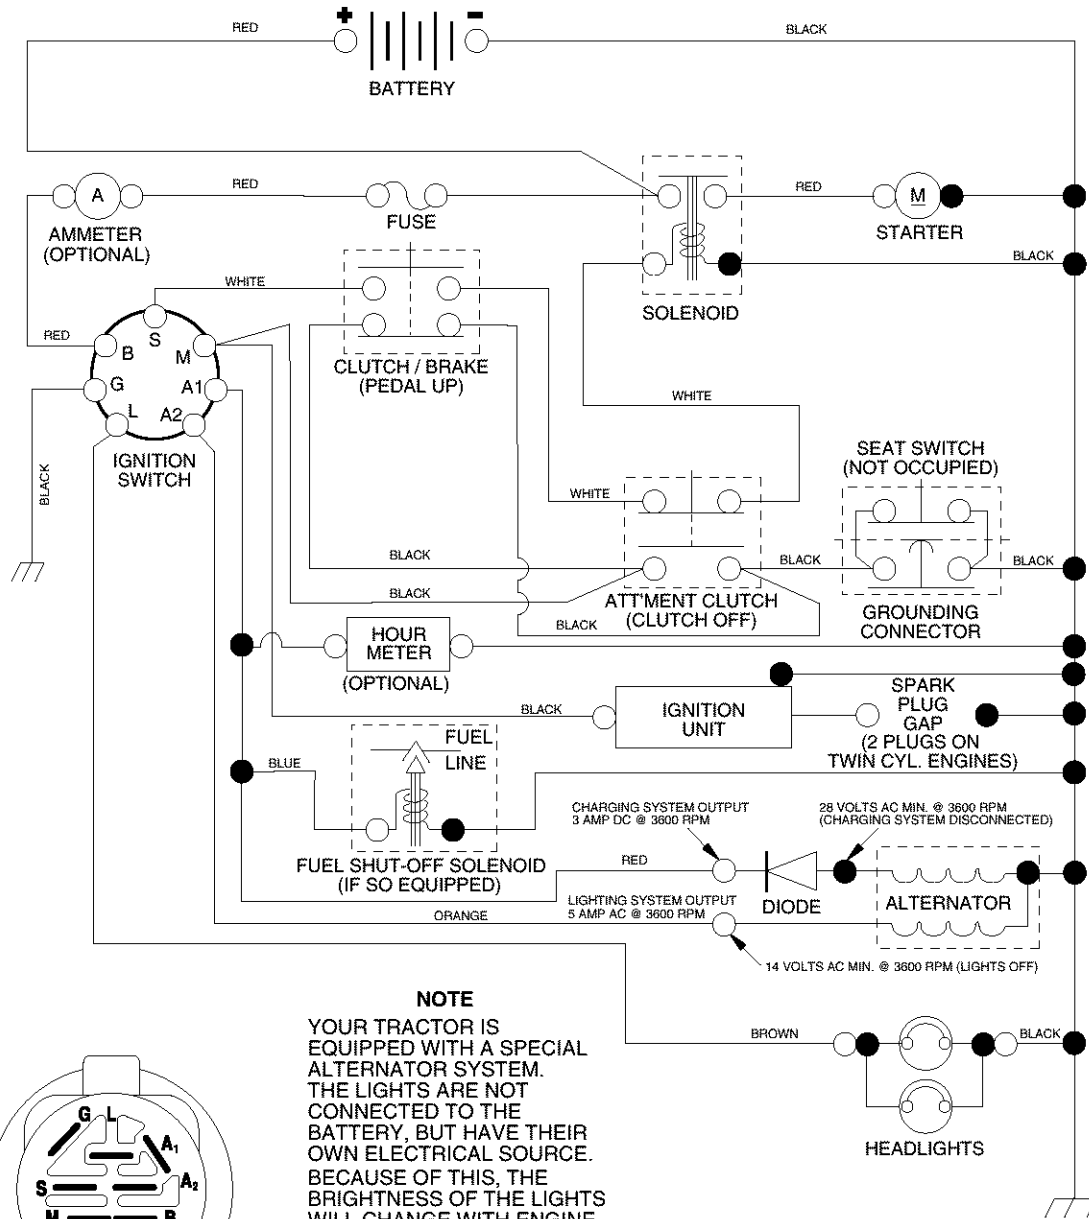 + -
RED
BLACK
BATTERY
RED
A
FUSE
RED
M
AMMETER
(OPTIONAL)
STARTER
BLACK
SOLENOID
WHITE
RED
S
B
M
G
A1
L
A2
CLUTCH / BRAKE
(PEDAL UP)
IGNITION
SWITCH
BLACK
WHITE
SEAT SWITCH
(NOT OCCUPIED)
WHITE
BLACK
BLACK
BLACK
BLACK
ATT'MENT CLUTCH
(CLUTCH OFF)
BLACK
GROUNDING
CONNECTOR
HOUR
METER
(OPTIONAL)
BLACK
IGNITION
UNIT
SPARK
PLUG
GAP
(2 PLUGS ON
TWIN CYL. ENGINES)
FUEL
LINE
BLUE
FUEL SHUT-OFF SOLENOID
(IF SO EQUIPPED)
CHARGING SYSTEM OUTPUT
3 AMP DC @ 3600 RPM
28 VOLTS AC MIN. @ 3600 RPM
(CHARGING SYSTEM DISCONNECTED)
RED
DIODE
ALTERNATOR
LIGHTING SYSTEM OUTPUT
5 AMP AC @ 3600 RPM
ORANGE
14 VOLTS AC MIN. @ 3600 RPM (LIGHTS OFF)
BROWN
BLACK
HEADLIGHTS
NOTE
YOUR TRACTOR IS
EQUIPPED WITH A SPECIAL
ALTERNATOR SYSTEM.
THE LIGHTS ARE NOT
CONNECTED TO THE
BATTERY, BUT HAVE THEIR
OWN ELECTRICAL SOURCE.
BECAUSE OF THIS, THE
BRIGHTNESS OF THE LIGHTS
WILL CHANGE WITH ENGINE
G L
A1
A2
S
M
B